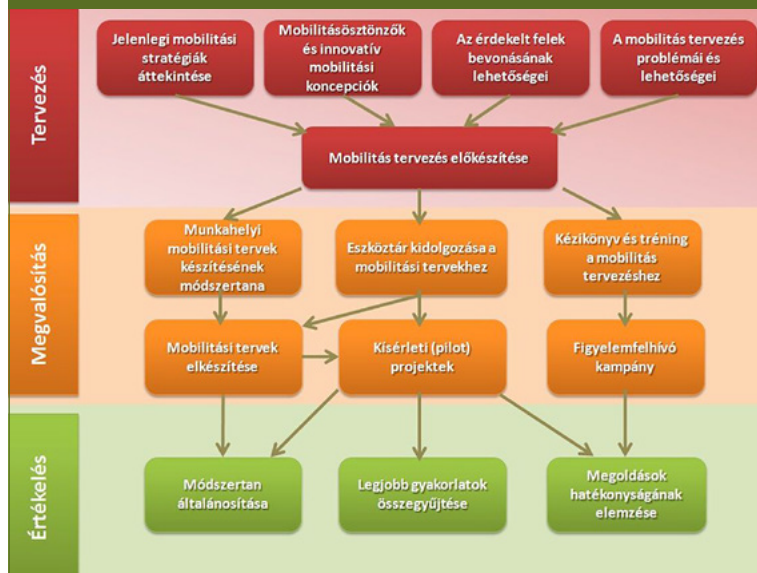 Tervezés
Jelenlegi mobilitási
stratégiák
áttekintése
Mobilitásösztönzők
és innovatív
mobilitási
koncepciók
Az érdekelt felek
bevonásának
lehetőségei
A mobilitás tervezés
problémái és
lehetőségei
Mobilitás tervezés előkészítése
Megvalósítás
Munkahelyi
mobilitási tervek
készítésének
módszertana
Eszköztár kidolgozása a
mobilitási tervekhez
Kézikönyv és tréning
a mobilitás
tervezéshez
Mobilitási tervek
elkészítése
Kísérleti (pilot)
projektek
Figyelemfelhívó
kampány
Értékelés
Módszertan
általánosítása
Legjobb gyakorlatok
összegyűjtése
Megoldások
hatékonyságának
elemzése